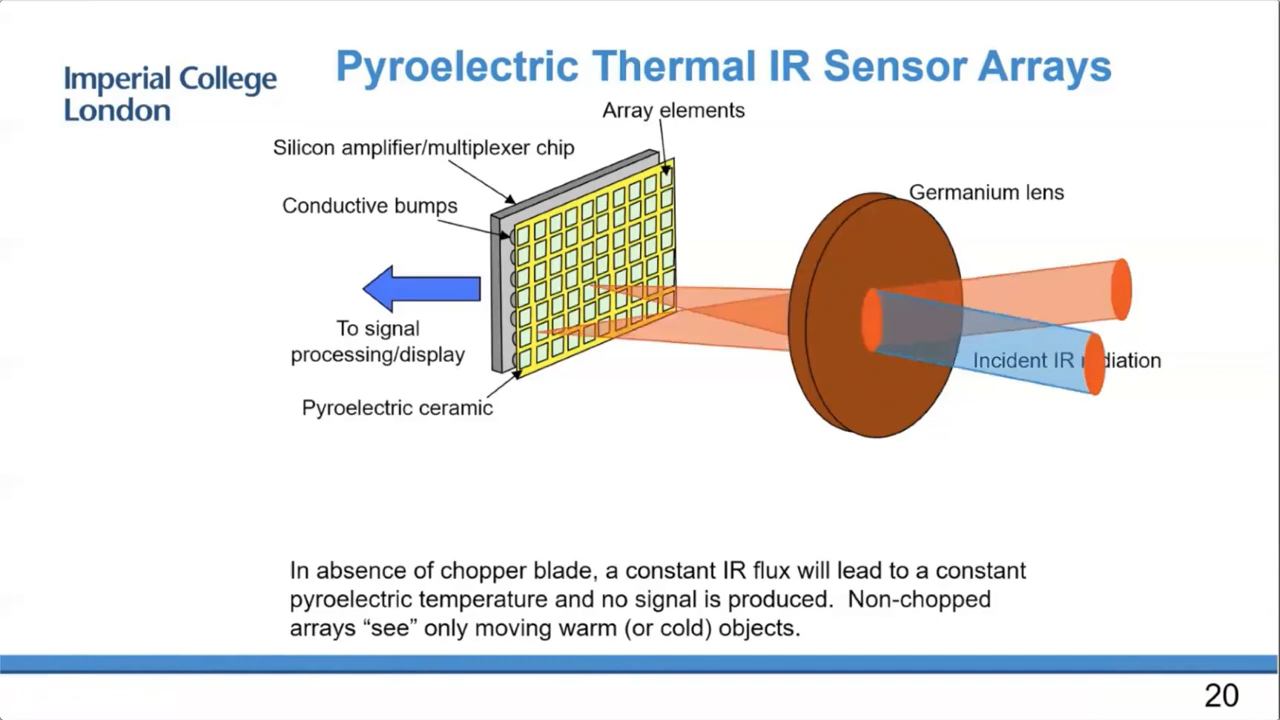 Imperial College
London
Pyroelectric Thermal IR Sensor Arrays
Array elements
Silicon amplifier/multiplexer chip
Conductive bumps
Germanium lens
To signal
processing/display
Incident IR diation
Pyroelectric ceramic
In absence of chopper blade, a constant IR flux will lead to a constant
pyroelectric temperature and no signal is produced. Non-chopped
arrays “see” only moving warm (or cold) objects.
20